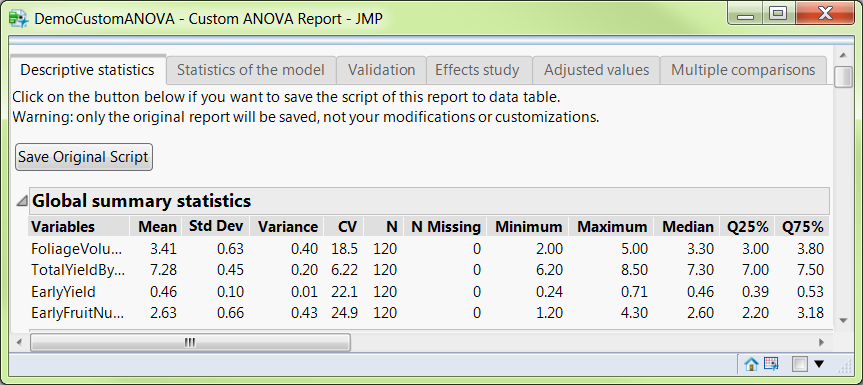 DemoCustomANOVA - Custom ANOVA Report - JMP
Descriptive statistics Statistics of the model Validation Effects study Adjusted values Multiple comparisons
Click on the button below if you want to save the script of this report to data table.
Warning: only the original report will be saved, not your modifications or customizations.
Save Original Script
Global summary statistics
Variables Mean Std Dev Variance CV N N Missing Minimum Maximum Median Q25% Q75%
FoliageVolu... 3.41 0.63 0.40 18.5 120 0 2.00 5.00 3.30 3.00 3.80
TotalYieldBy... 7.28 0.45 0.20 6.22 120 0 6.20 8.50 7.30 7.00 7.50
EarlyYield 0.46 0.10 0.01 22.1 120 0 0.24 0.71 0.46 0.39 0.53
EarlyFruitNu... 2.63 0.66 0.43 24.9 120 0 1.20 4.30 2.60 2.20 3.18